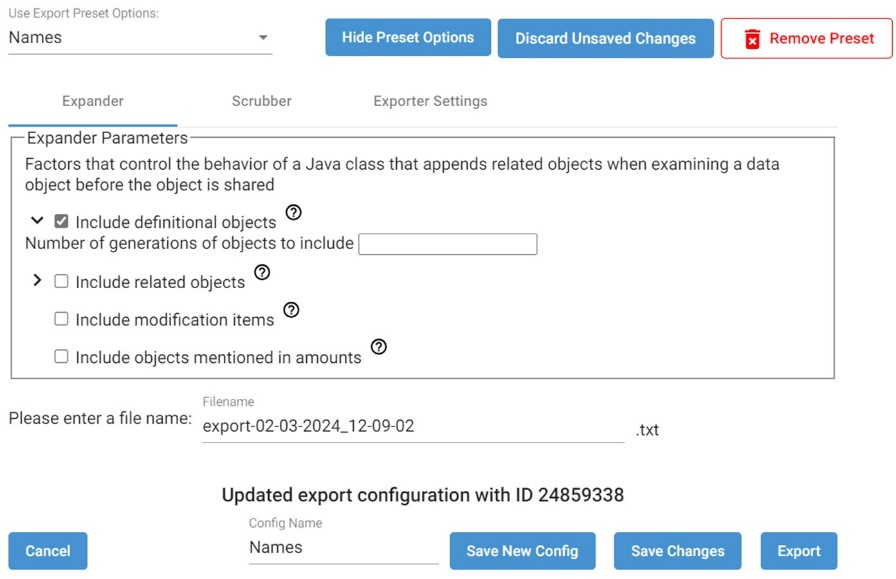 Use Export Preset Options:
Names
Hide Preset Options
Discard Unsaved Changes
Remove Preset
Expander
Scrubber
Exporter Settings
Expander Parameters
Factors that control the behavior of a Java class that appends related objects when examining a data
object before the object is shared
Include definitional objects
Number of generations of objects to include
Include related objects
Include modification items
Include objects mentioned in amounts
Please enter a file name:
Filename
export-02-03-2024_12-09-02
.txt
Updated export configuration with ID 24859338
Cancel
Config Name
Names
Save New Config
Save Changes
Export